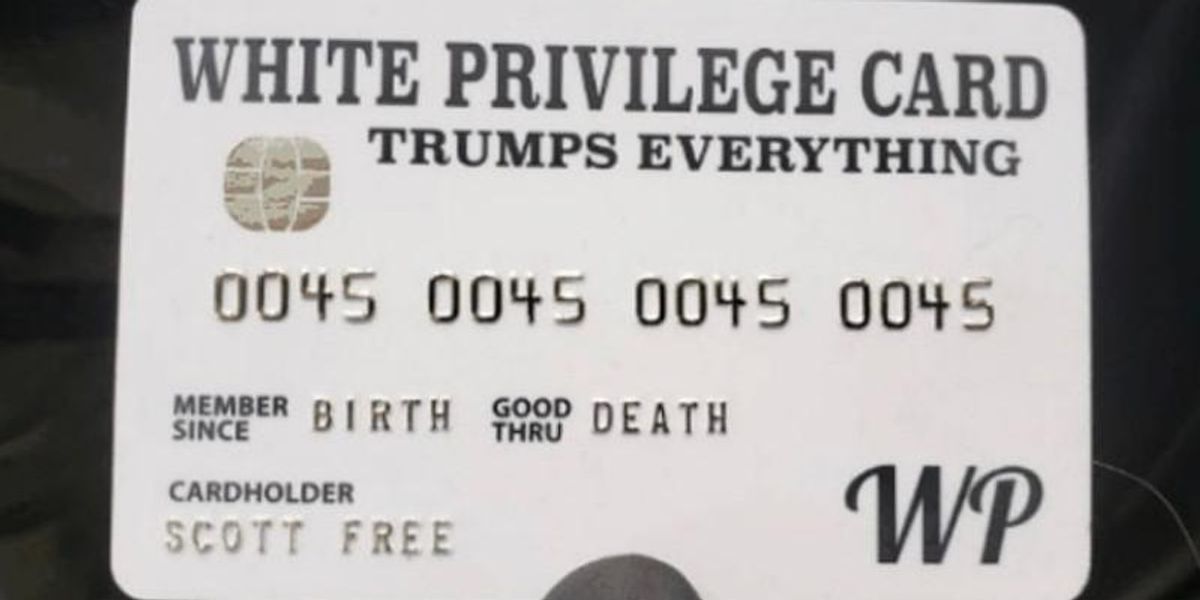 WHITE PRIVILEGE CARD
TRUMPS EVERYTHING
0045 0045 0045 0045
MEMBER SINCE BIRTH GOOD THRU DEATH
CARDHOLDER
SCOTT FREE
WP